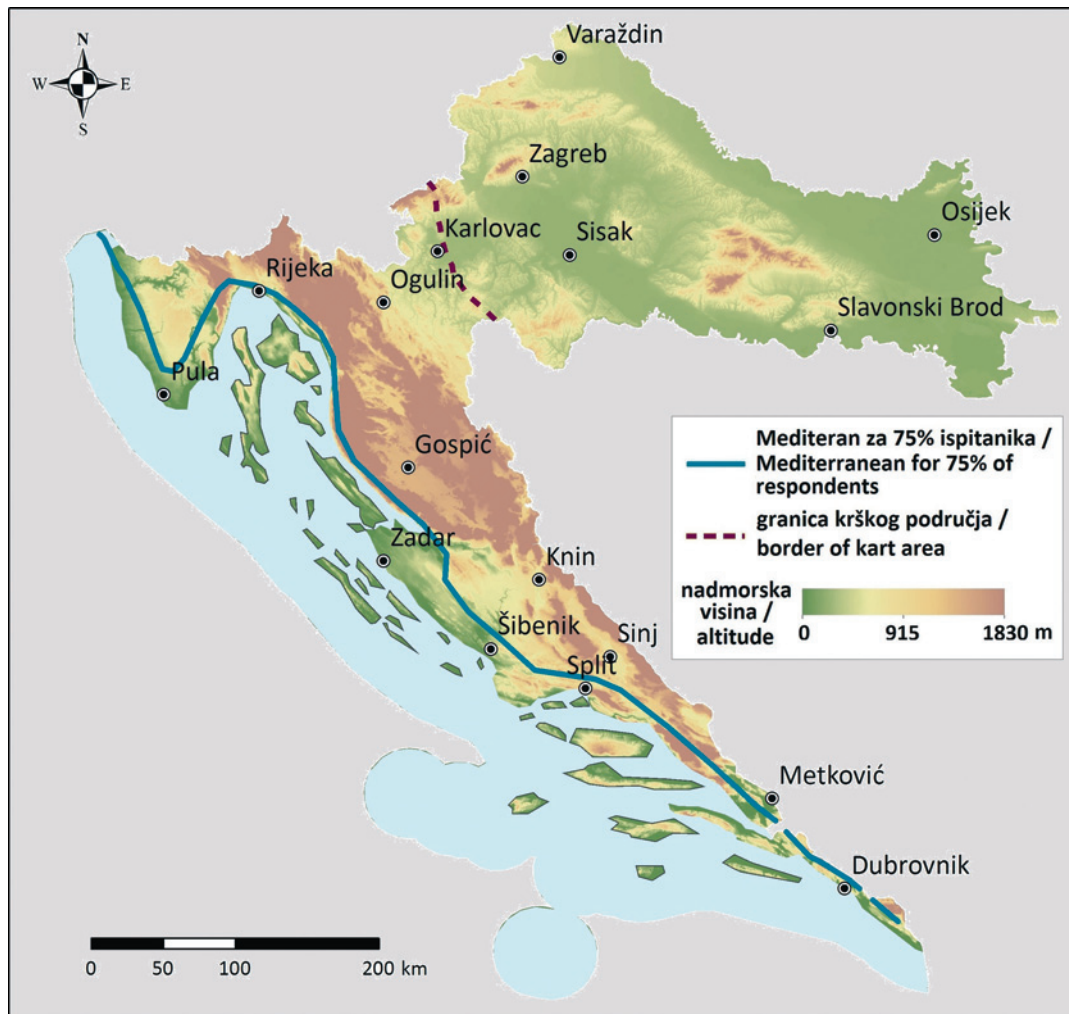 N
W E
S
Varaždin
Zagreb
Osijek
Karlovac
Sisak
Rijeka
Ogulin
Slavonski Brod
Pula
Gospić
Zadar
Knin
Šibenik
Sinj
Split
Metković
Dubrovnik
Mediteran za 75% ispitanika /
Mediterranean for 75% of
respondents
granica krškog područja /
border of kart area
nadmorska
visina /
altitude
0 915 1830 m
0 50 100 200 km